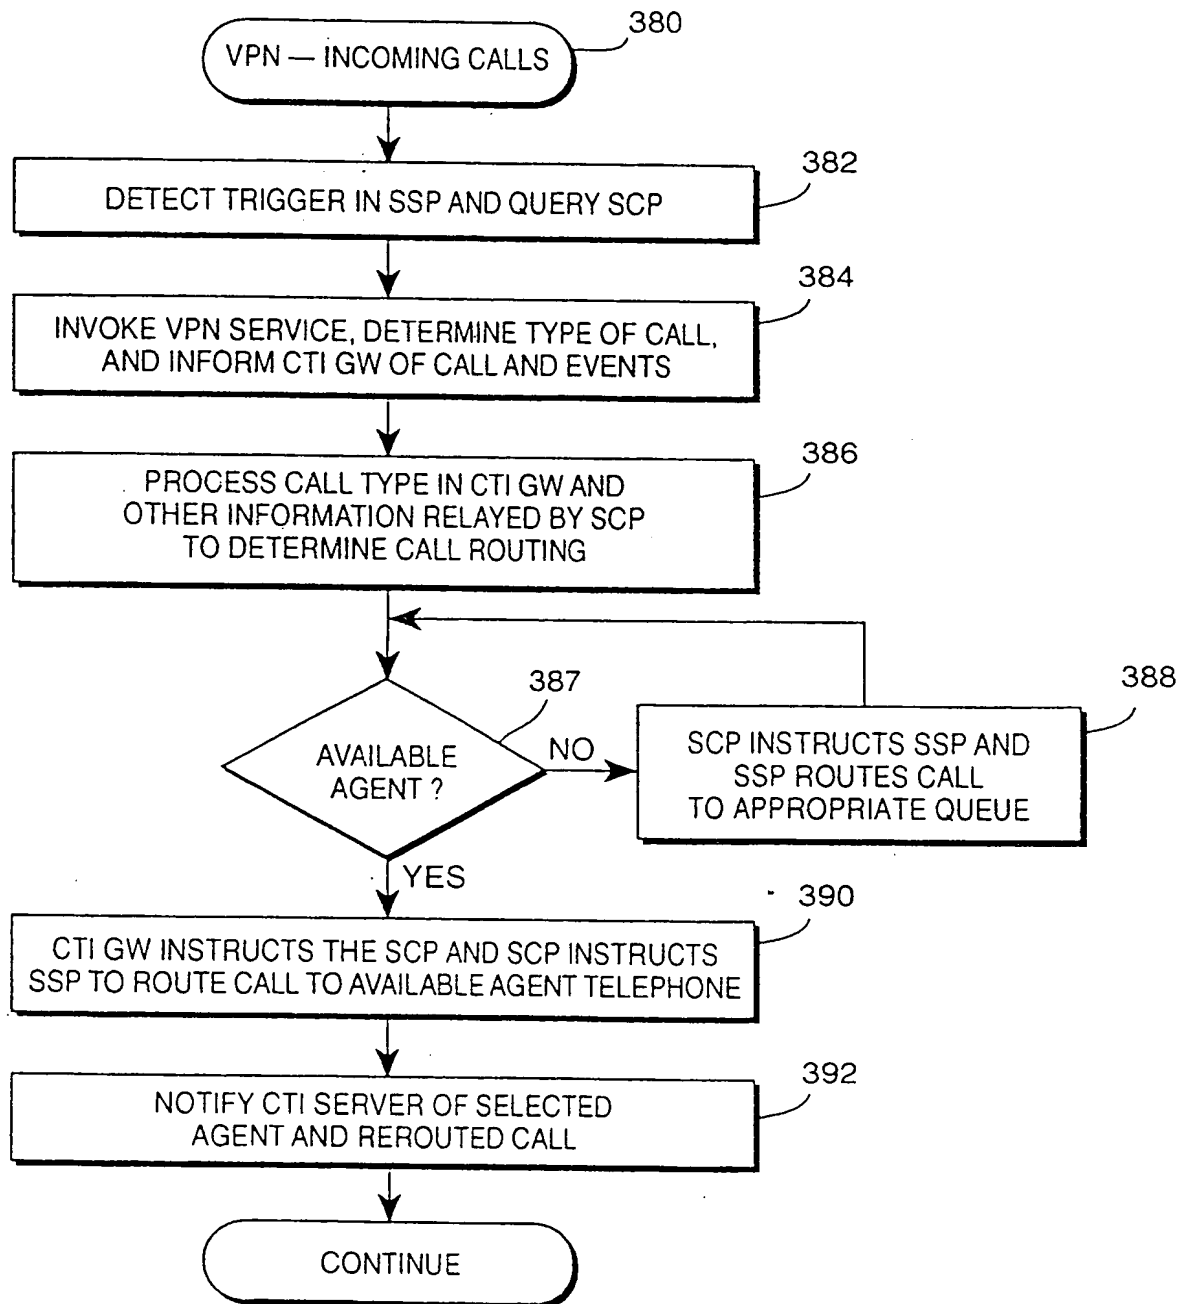 380
VPN — INCOMING CALLS
382
DETECT TRIGGER IN SSP AND QUERY SCP
384
INVOKE VPN SERVICE, DETERMINE TYPE OF CALL,
AND INFORM CTI GW OF CALL AND EVENTS
386
PROCESS CALL TYPE IN CTI GW AND
OTHER INFORMATION RELAYED BY SCP
TO DETERMINE CALL ROUTING
387
AVAILABLE
AGENT ?
NO
388
SCP INSTRUCTS SSP AND
SSP ROUTES CALL
TO APPROPRIATE QUEUE
YES
390
CTI GW INSTRUCTS THE SCP AND SCP INSTRUCTS
SSP TO ROUTE CALL TO AVAILABLE AGENT TELEPHONE
392
NOTIFY CTI SERVER OF SELECTED
AGENT AND REROUTED CALL
CONTINUE